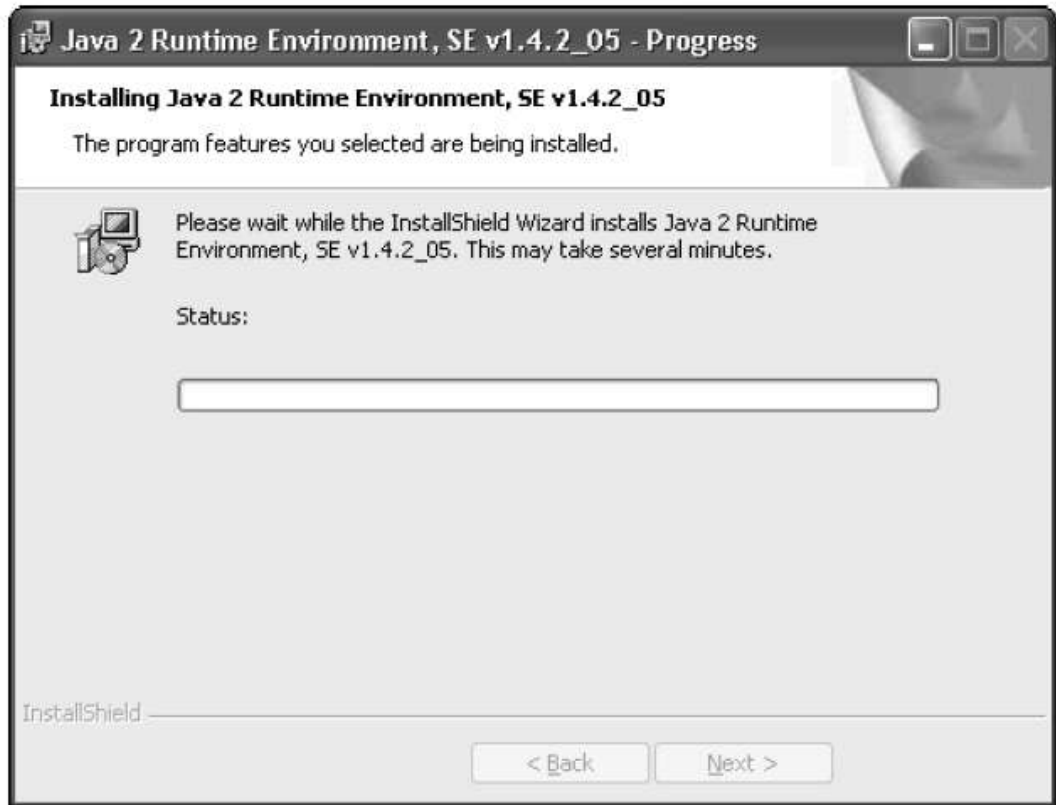 Java 2 Runtime Environment, SE v1.4.2_05 - Progress
Installing Java 2 Runtime Environment, SE v1.4.2_05
The program features you selected are being installed.
Please wait while the InstallShield Wizard installs Java 2 Runtime
Environment, SE v1.4.2_05. This may take several minutes.
Status:
InstallShield
< Back
Next >